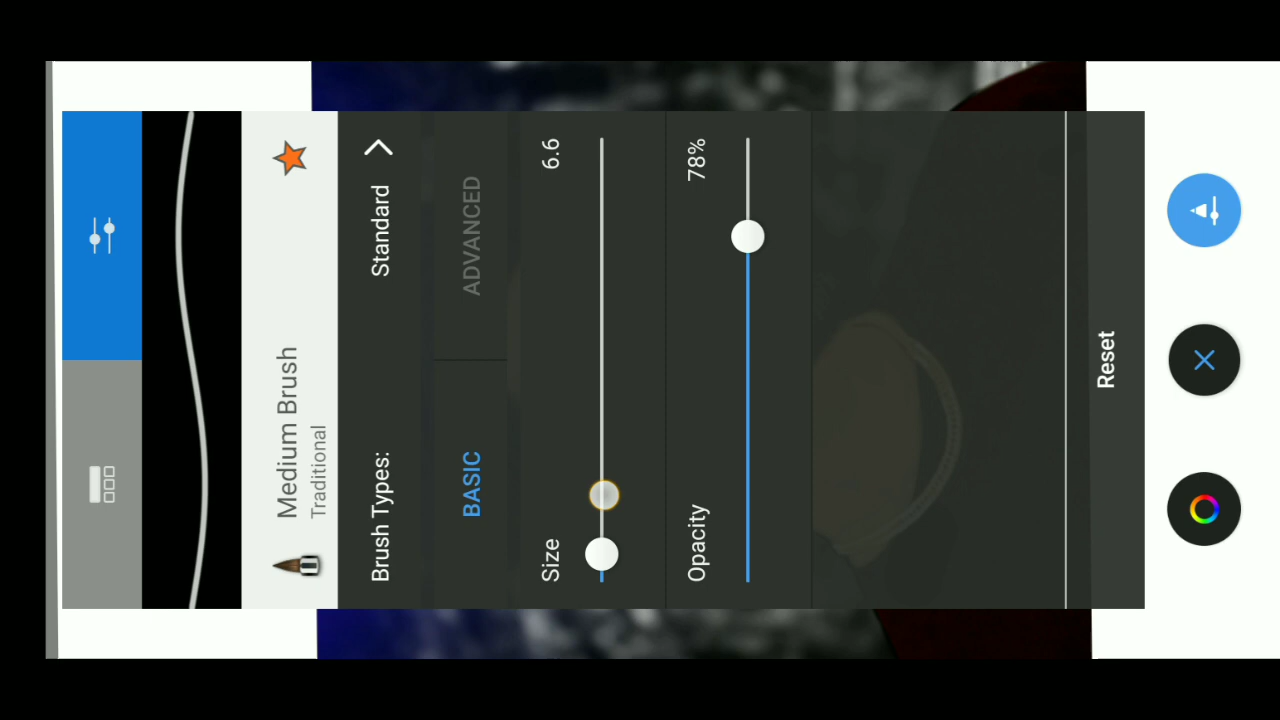 Medium Brush
Traditional
Brush Types: Standard
BASIC ADVANCED
Size 6.6
Opacity 78%
Reset